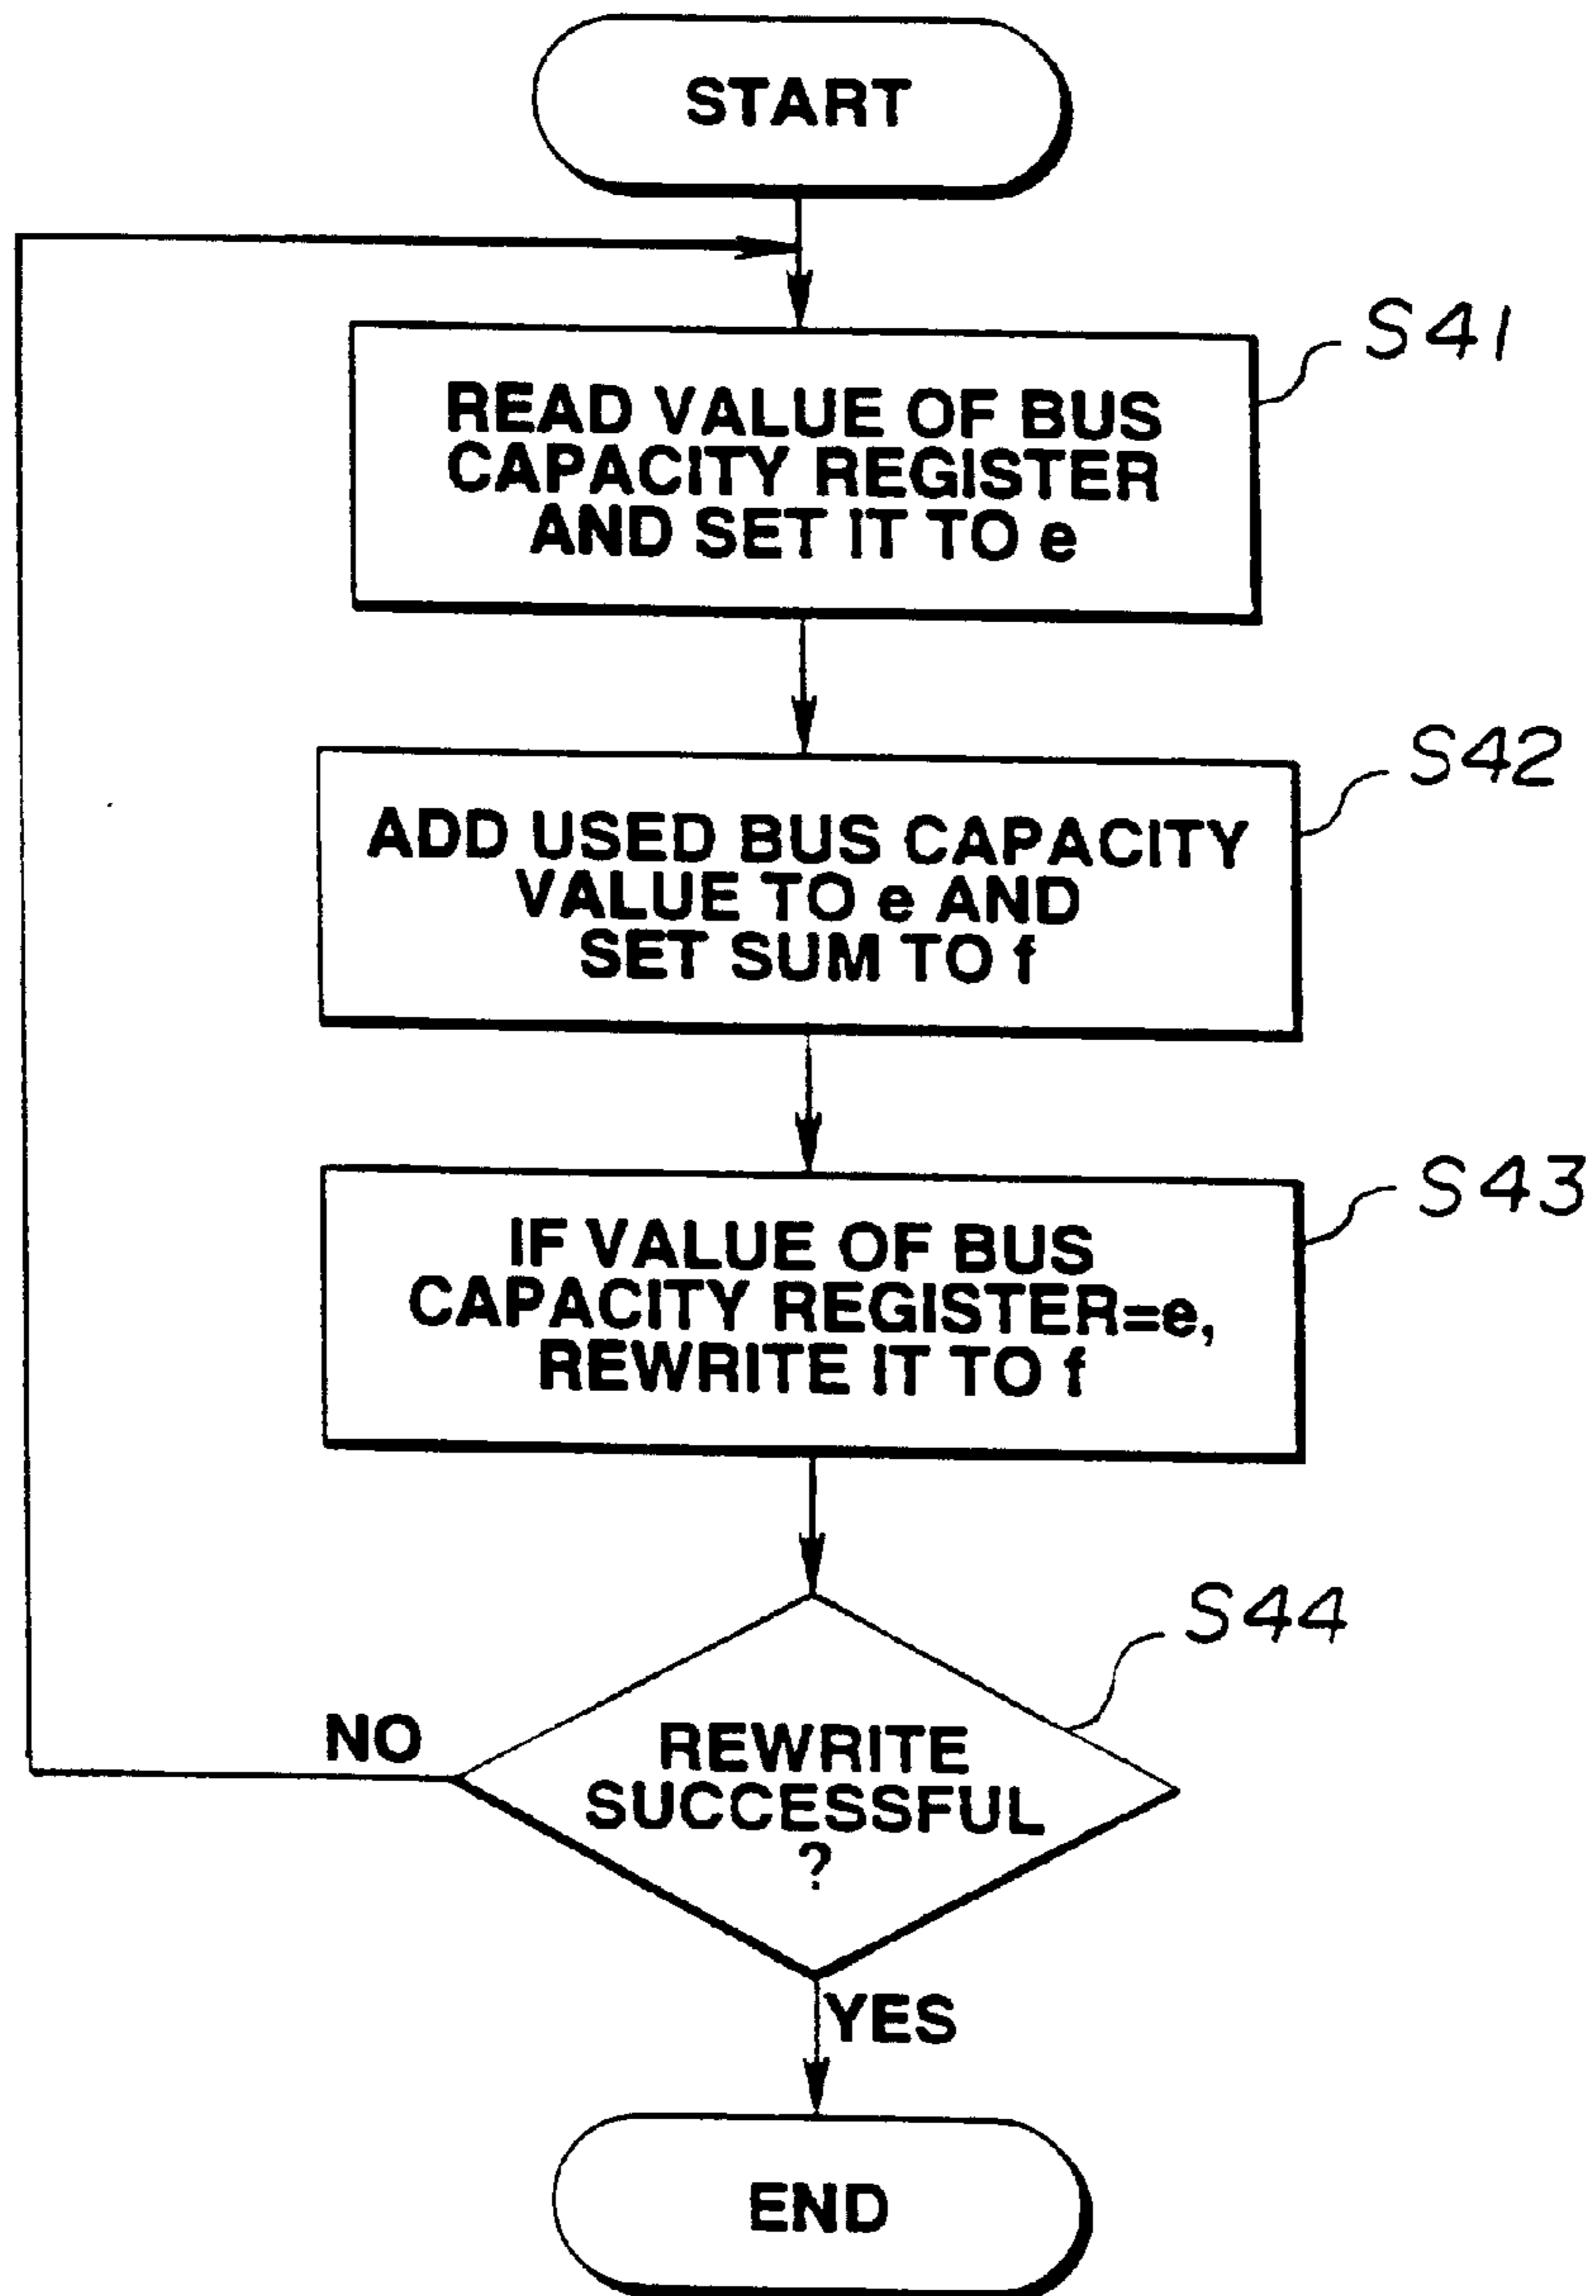 START
S41
READ VALUE OF BUS
CAPACITY REGISTER
AND SET IT TO e
S42
ADD USED BUS CAPACITY
VALUE TO e AND
SET SUM TO f
S43
IF VALUE OF BUS
CAPACITY REGISTER=e,
REWRITE IT TO f
S44
NO
REWRITE
SUCCESSFUL
?
YES
END